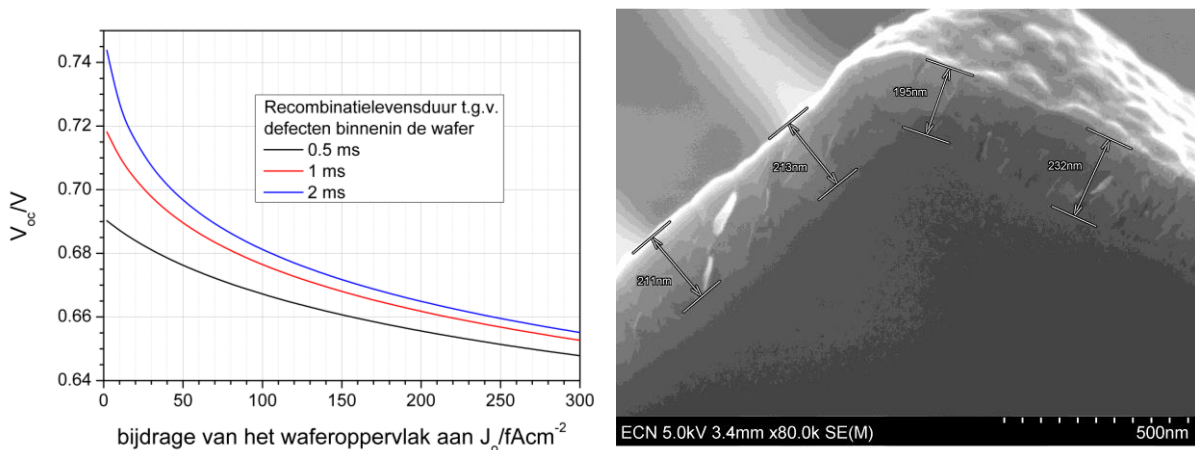 0.74
0.72
0.70
0.68
0.66
0.64
V_oc/V
Recombinatielevensduur t.g.v.
defecten binnenin de wafer
0.5 ms
1 ms
2 ms
50 100 150 200 250 300
bijdrage van het waferoppervlak aan J_o/fAcm^-2
195nm
213nm
232nm
211nm
ECN 5.0kV 3.4mm x80.0k SE(M)
500nm